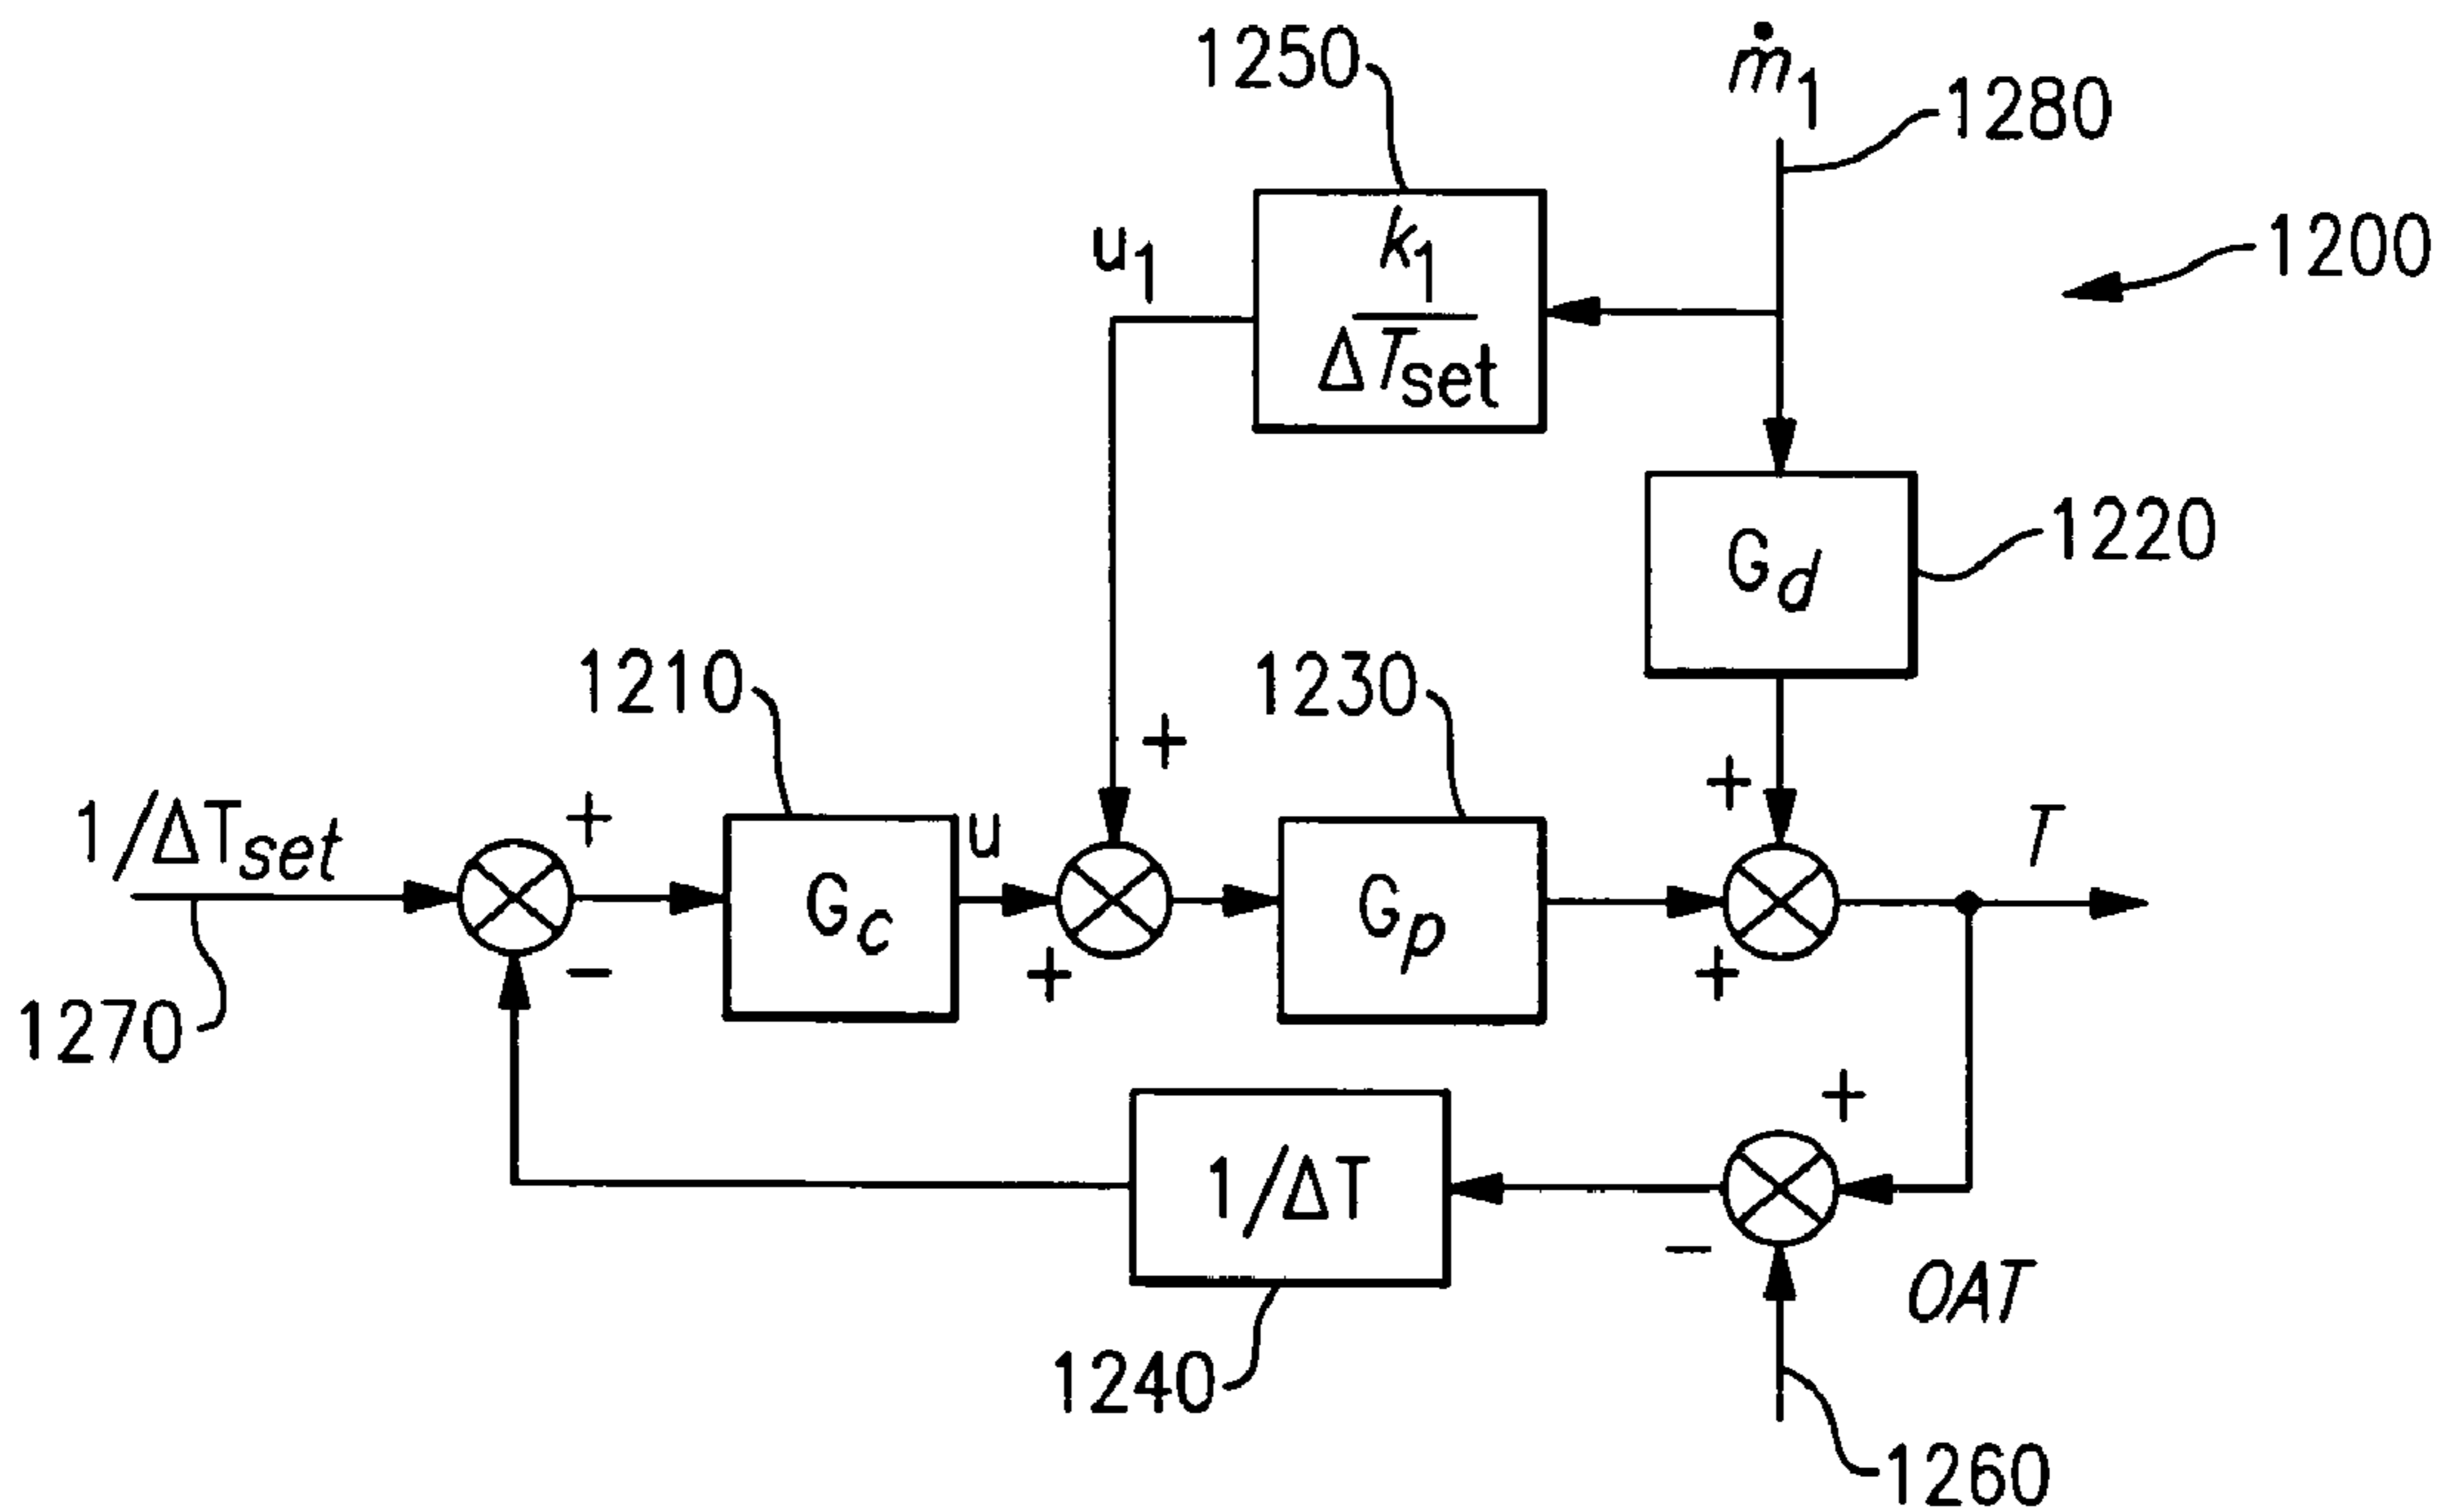 1250
ṁ1
1280
1200
u1
k1
ΔTset
1220
Gd
1210
1230
+
+
1/ΔTset
+
u
T
Gc
Gp
1270
−
+
+
+
1/ΔT
−
OAT
1240
1260